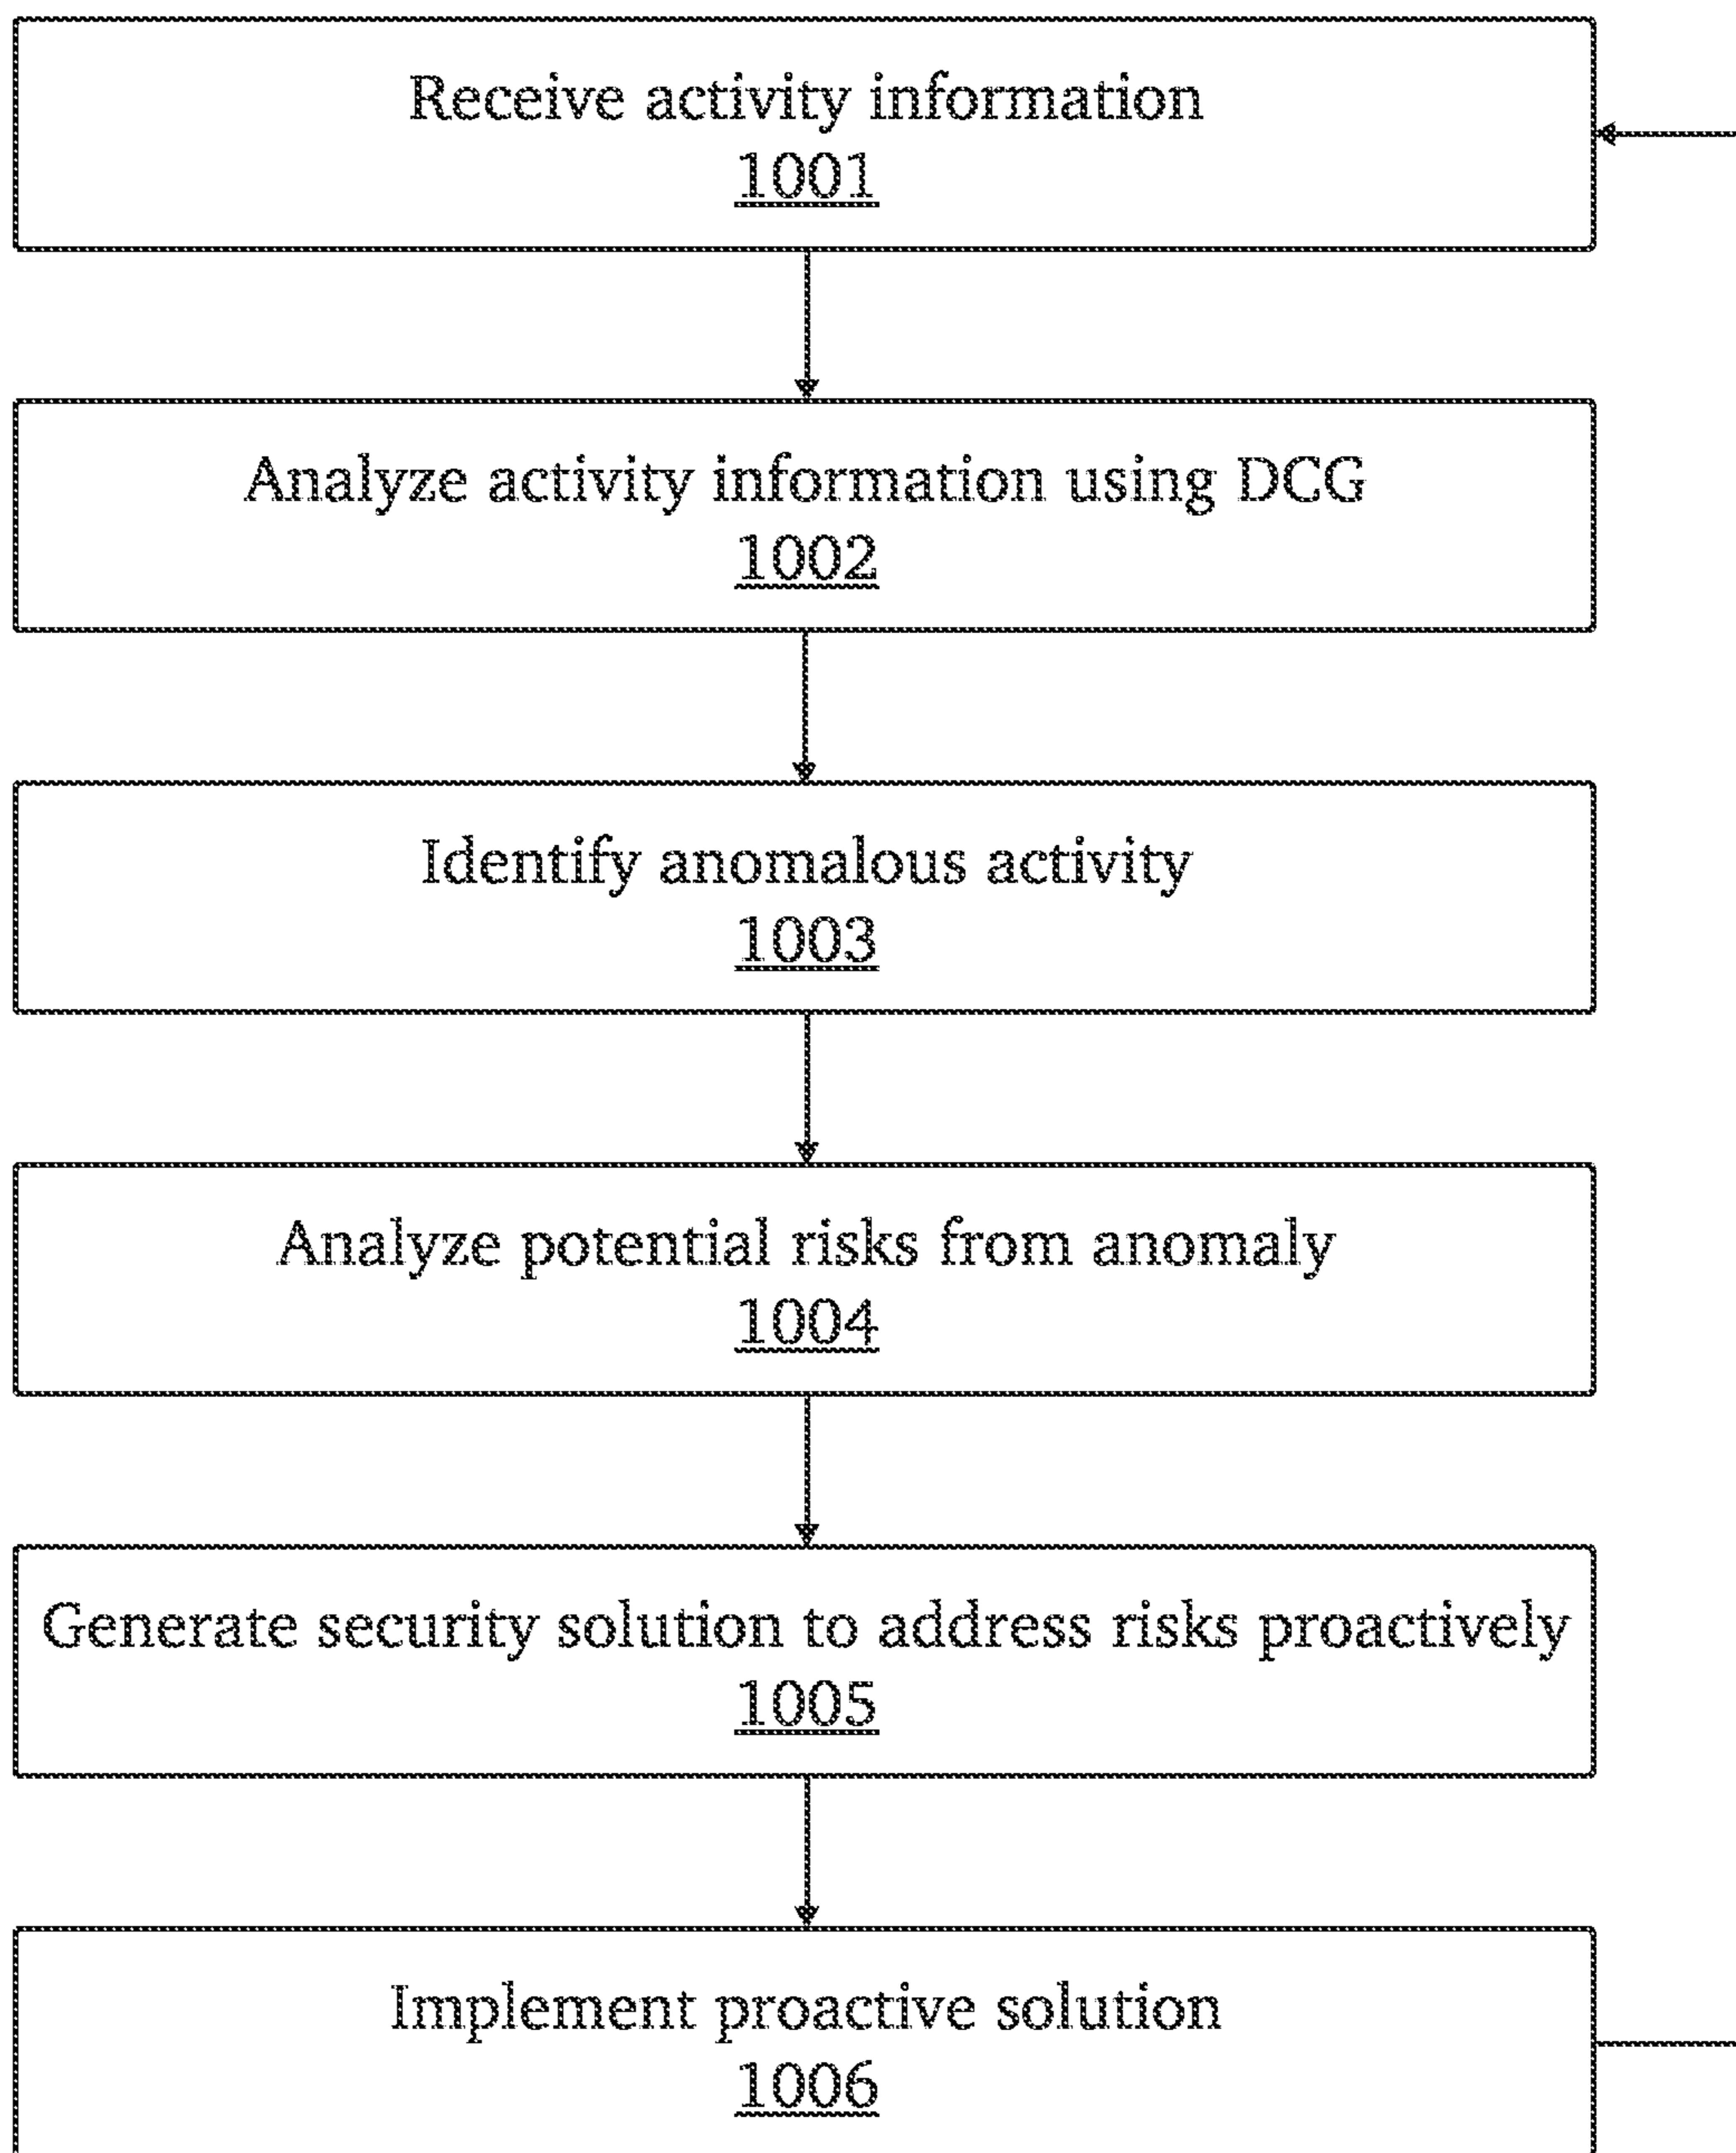 Receive activity information
1001
Analyze activity information using DCG
1002
Identify anomalous activity
1003
Analyze potential risks from anomaly
1004
Generate security solution to address risks proactively
1005
Implement proactive solution
1006